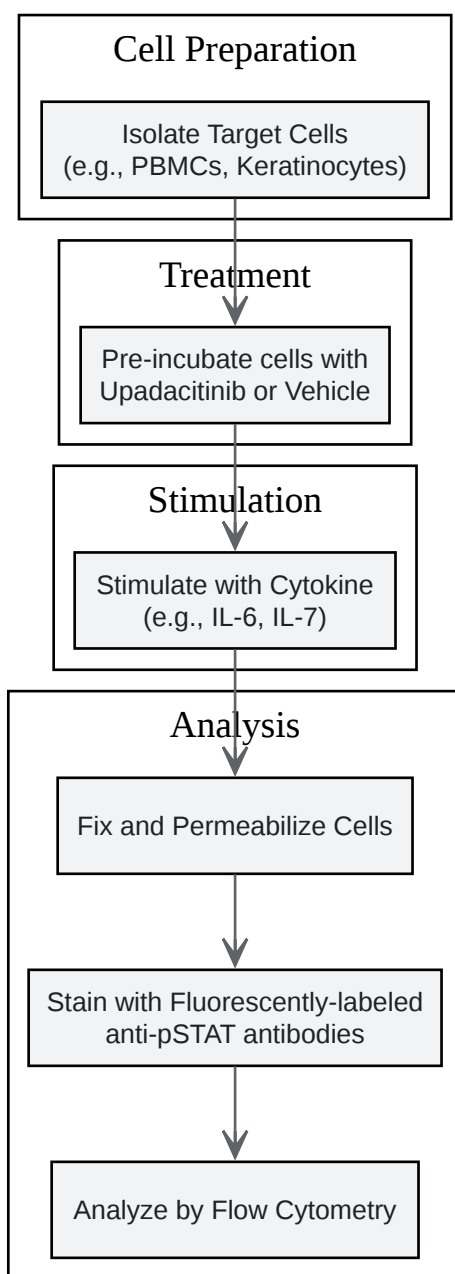 Cell Preparation
Isolate Target Cells
(e.g., PBMCs, Keratinocytes)
Treatment
Pre-incubate cells with
Upadacitinib or Vehicle
Stimulation
Stimulate with Cytokine
(e.g., IL-6, IL-7)
Analysis
Fix and Permeabilize Cells
Stain with Fluorescently-labeled
anti-pSTAT antibodies
Analyze by Flow Cytometry